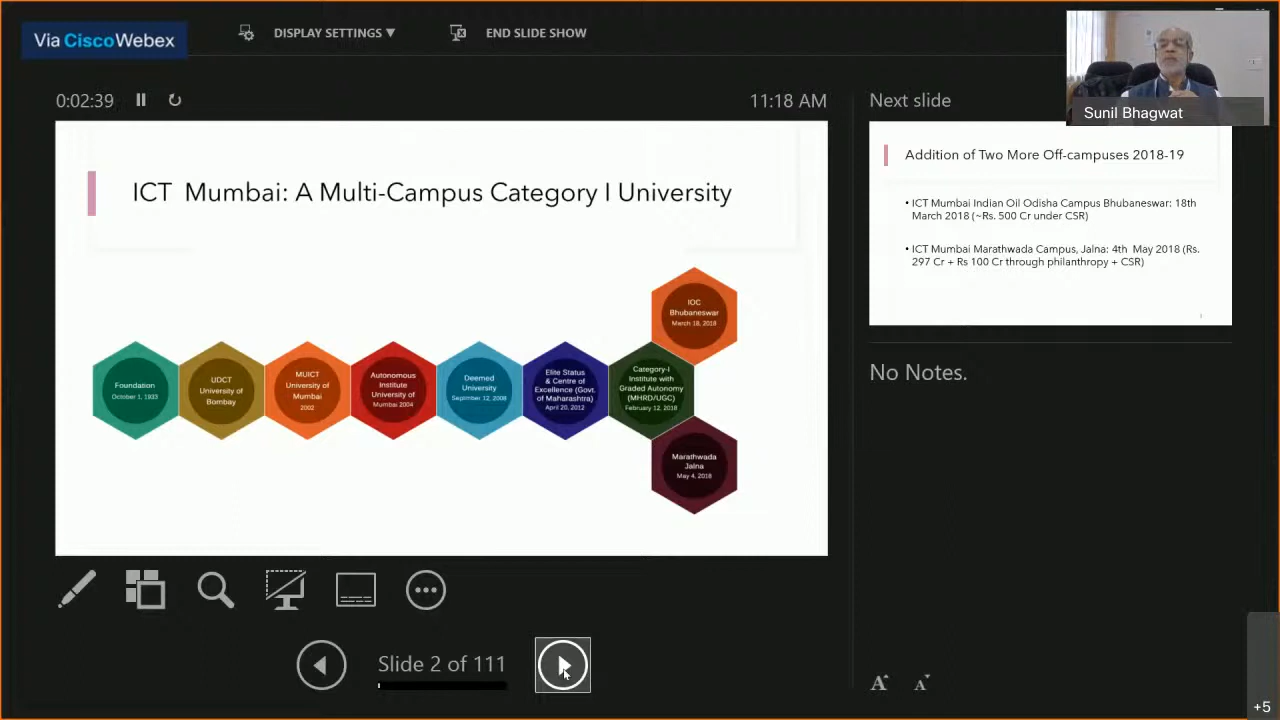 Via CiscoWebex
DISPLAY SETTINGS ▼
END SLIDE SHOW
0:02:39
11:18 AM
Next slide
Sunil Bhagwat
ICT Mumbai: A Multi-Campus Category I University
Foundation
October 1, 1933
UDCT
University of
Bombay
MUICT
University of
Mumbai
2002
Autonomous
Institute
University of
Mumbai 2004
Deemed
University
September 12, 2008
Elite Status
& Centre of
Excellence (Govt.
of Maharashtra)
April 20, 2012
Category-I
Institute with
Graded Autonomy
(MHRD/UGC)
February 12, 2018
IOC
Bhubaneswar
March 18, 2018
Marathwada
Jalna
May 4, 2018
Addition of Two More Off-campuses 2018-19
• ICT Mumbai Indian Oil Odisha Campus Bhubaneswar: 18th
March 2018 (~Rs. 500 Cr under CSR)
• ICT Mumbai Marathwada Campus, Jalna: 4th May 2018 (Rs.
297 Cr + Rs 100 Cr through philanthropy + CSR)
No Notes.
Slide 2 of 111
A A
+5